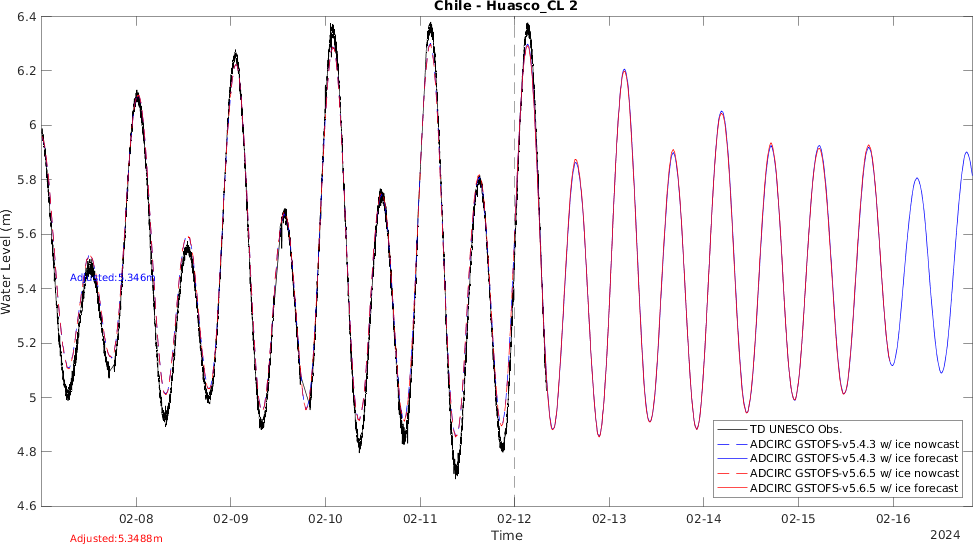 Chile - Huasco_CL 2
6.4
6.2
6
5.8
5.6
5.4
5.2
5
4.8
4.6
Water Level (m)
Adjusted:5.346m
TD UNESCO Obs.
ADCIRC GSTOFS-v5.4.3 w/ ice nowcast
ADCIRC GSTOFS-v5.4.3 w/ ice forecast
ADCIRC GSTOFS-v5.6.5 w/ ice nowcast
ADCIRC GSTOFS-v5.6.5 w/ ice forecast
02-08 02-09 02-10 02-11 02-12 02-13 02-14 02-15 02-16
Time
2024
Adjusted:5.3488m